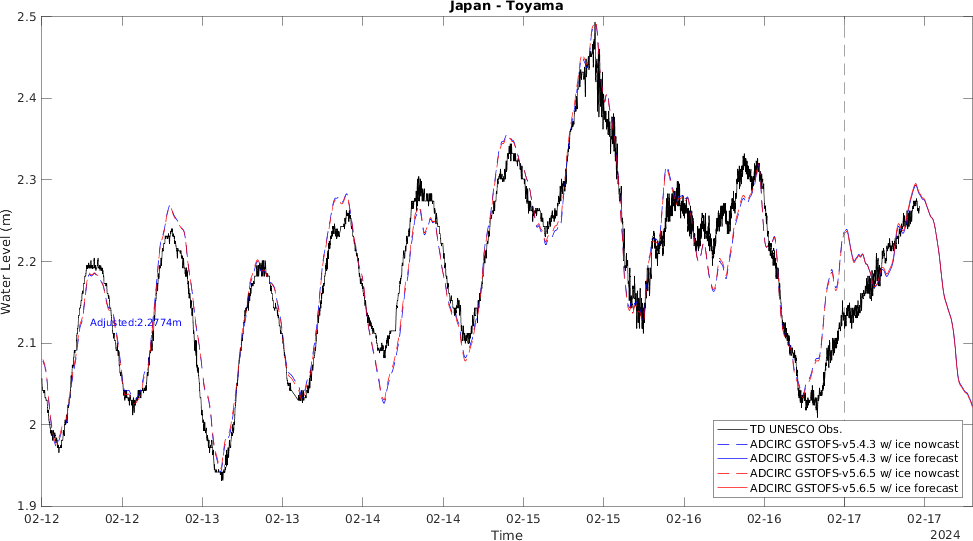 Japan - Toyama
2.5
2.4
2.3
2.2
2.1
2
1.9
Water Level (m)
Adjusted:2.2774m
TD UNESCO Obs.
ADCIRC GSTOFS-v5.4.3 w/ ice nowcast
ADCIRC GSTOFS-v5.4.3 w/ ice forecast
ADCIRC GSTOFS-v5.6.5 w/ ice nowcast
ADCIRC GSTOFS-v5.6.5 w/ ice forecast
02-12 02-12 02-13 02-13 02-14 02-14 02-15 02-15 02-16 02-16 02-17 02-17
Time
2024